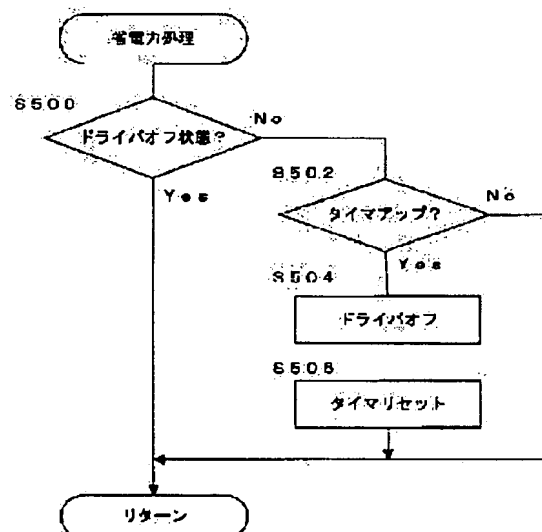 省電力処理
S500
ドライバオフ状態?
No
Yes
S502
タイマアップ?
No
Yes
S504
ドライバオフ
S506
タイマリセット
リターン